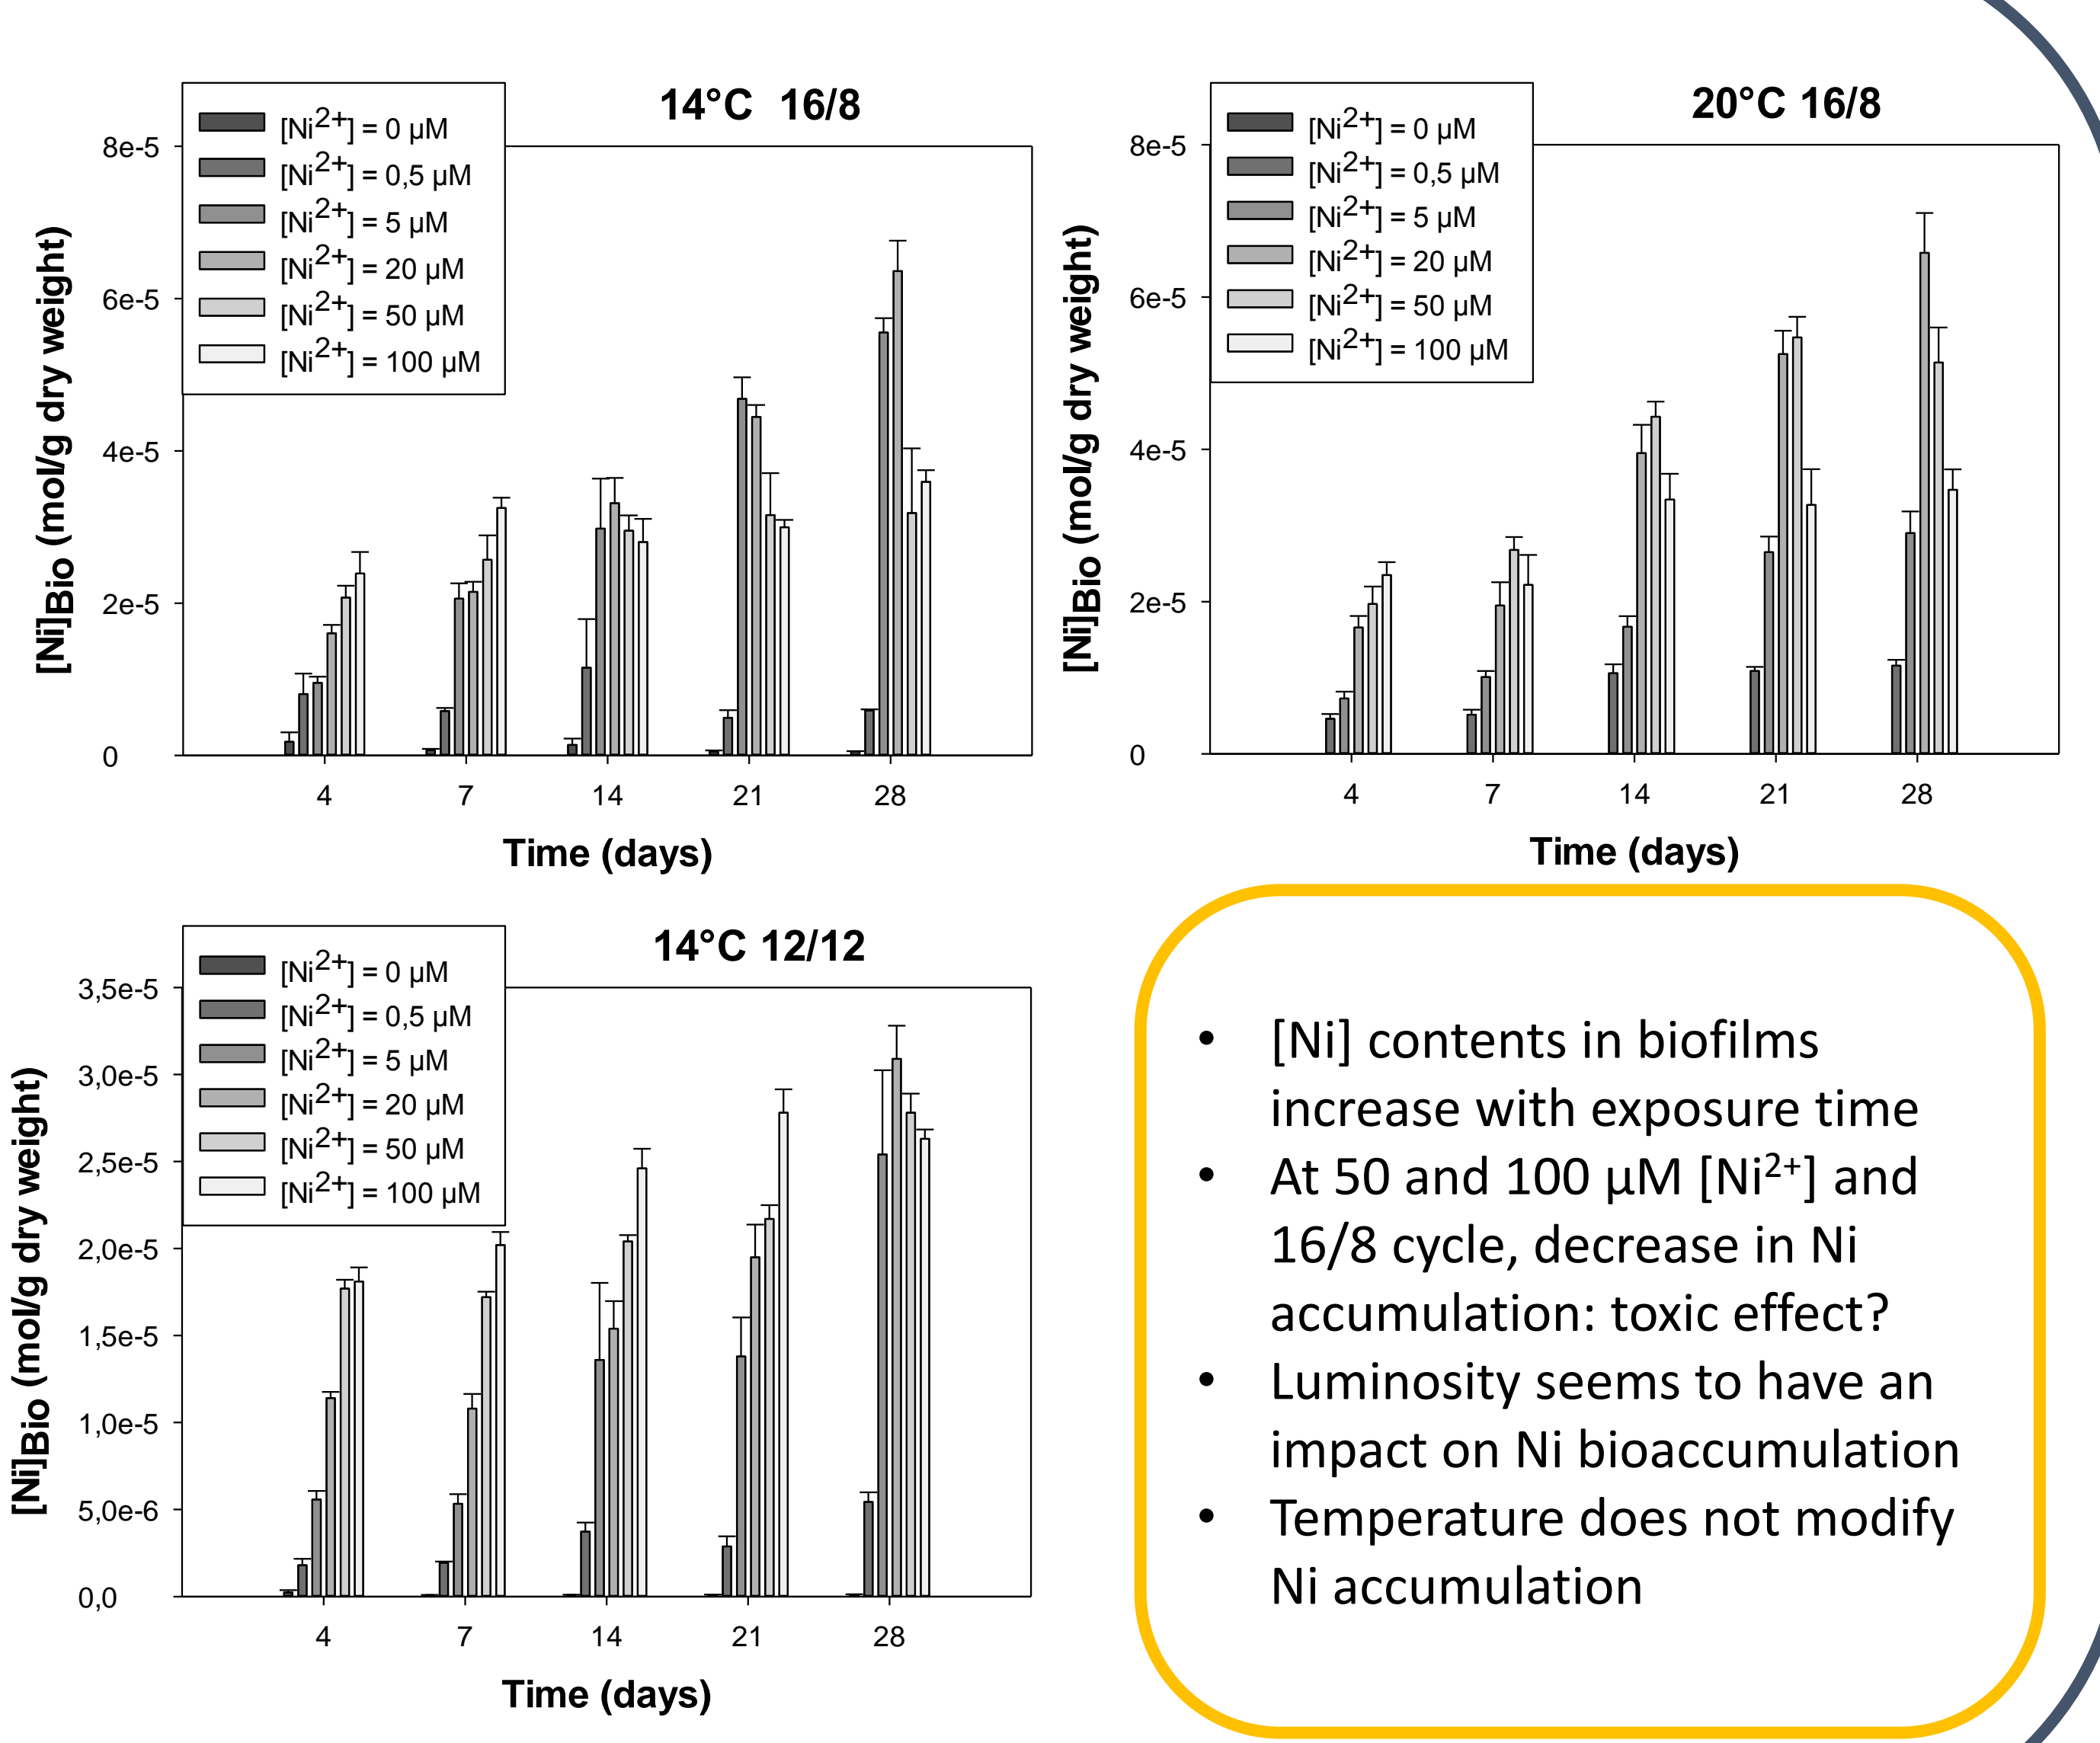 14°C 16/8
[Ni2+] = 0 µM
[Ni2+] = 0,5 µM
[Ni2+] = 5 µM
[Ni2+] = 20 µM
[Ni2+] = 50 µM
[Ni2+] = 100 µM
8e-5
6e-5
4e-5
2e-5
0
[Ni]Bio (mol/g dry weight)
4 7 14 21 28
Time (days)
20°C 16/8
[Ni2+] = 0 µM
[Ni2+] = 0,5 µM
[Ni2+] = 5 µM
[Ni2+] = 20 µM
[Ni2+] = 50 µM
[Ni2+] = 100 µM
8e-5
6e-5
4e-5
2e-5
0
[Ni]Bio (mol/g dry weight)
4 7 14 21 28
Time (days)
14°C 12/12
[Ni2+] = 0 µM
[Ni2+] = 0,5 µM
[Ni2+] = 5 µM
[Ni2+] = 20 µM
[Ni2+] = 50 µM
[Ni2+] = 100 µM
3,5e-5
3,0e-5
2,5e-5
2,0e-5
1,5e-5
1,0e-5
5,0e-6
0,0
[Ni]Bio (mol/g dry weight)
4 7 14 21 28
Time (days)
• [Ni] contents in biofilms
increase with exposure time
• At 50 and 100 µM [Ni2+] and
16/8 cycle, decrease in Ni
accumulation: toxic effect?
• Luminosity seems to have an
impact on Ni bioaccumulation
• Temperature does not modify
Ni accumulation